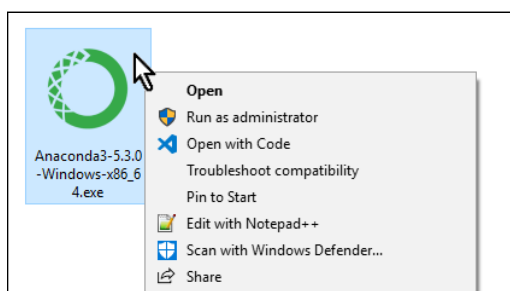 Anaconda3-5.3.0
-Windows-x86_6
4.exe
Open
Run as administrator
Open with Code
Troubleshoot compatibility
Pin to Start
Edit with Notepad++
Scan with Windows Defender...
Share